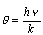 θ = hν / k